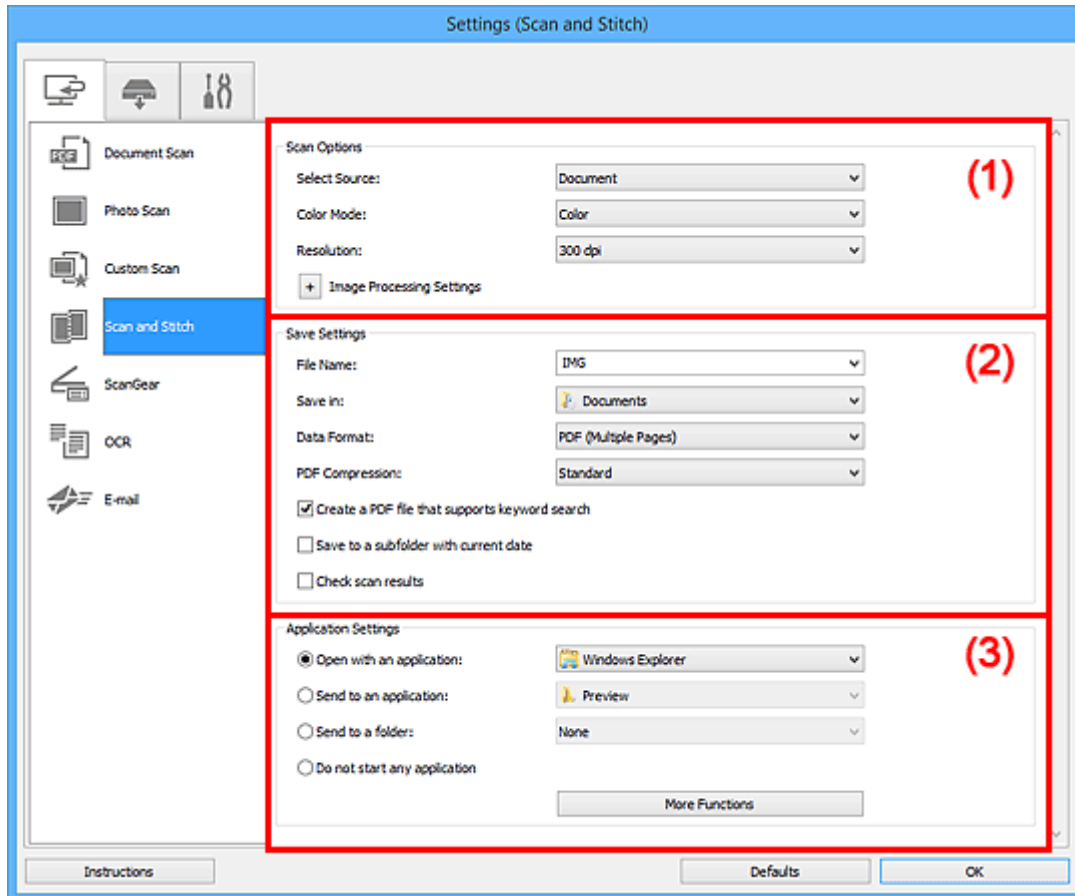 Settings (Scan and Stitch)
Document Scan
Photo Scan
Custom Scan
Scan and Stitch
ScanGear
OCR
E-mail
Scan Options
(1)
Select Source: Document
Color Mode: Color
Resolution: 300 dpi
+ Image Processing Settings
Save Settings
(2)
File Name: IMG
Save in: Documents
Data Format: PDF (Multiple Pages)
PDF Compression: Standard
Create a PDF file that supports keyword search
Save to a subfolder with current date
Check scan results
Application Settings
(3)
Open with an application: Windows Explorer
Send to an application: Preview
Send to a folder: None
Do not start any application
More Functions
Instructions Defaults OK